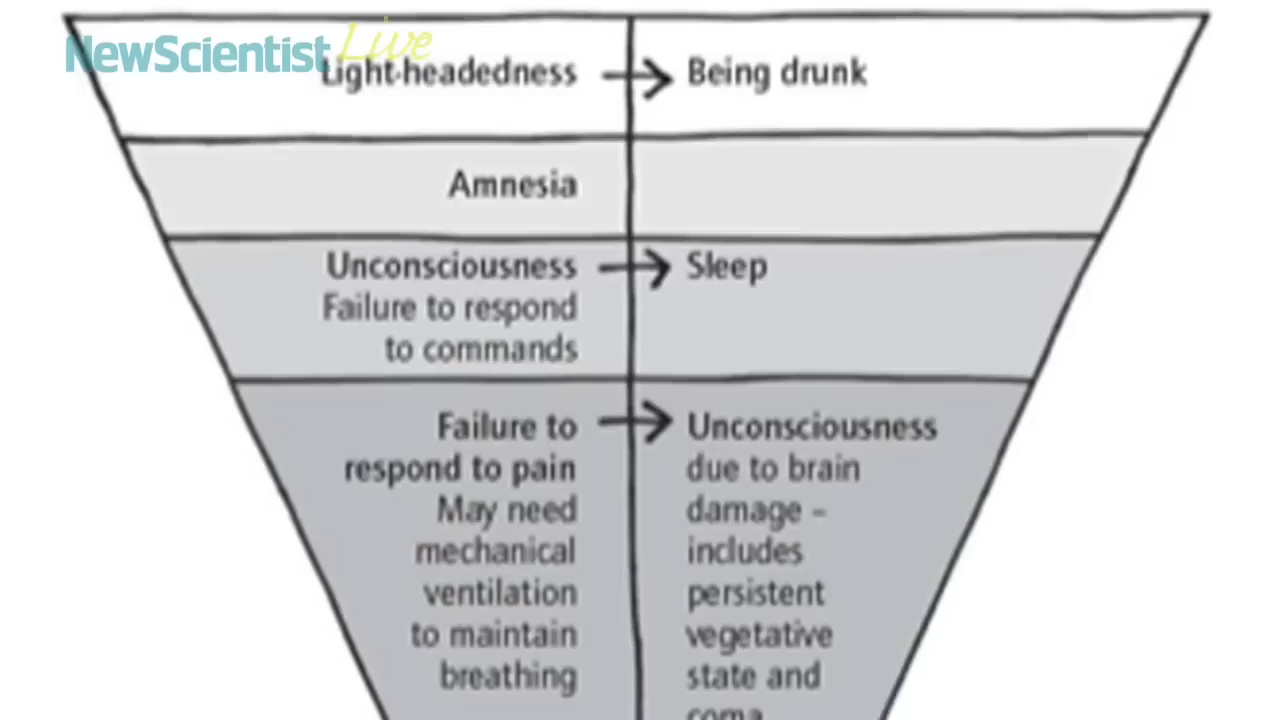 NewScientist Live
Light-headedness
Being drunk
Amnesia
Unconsciousness
Failure to respond
to commands
Sleep
Failure to
respond to pain
May need
mechanical
ventilation
to maintain
breathing
Unconsciousness
due to brain
damage –
includes
persistent
vegetative
state and
coma